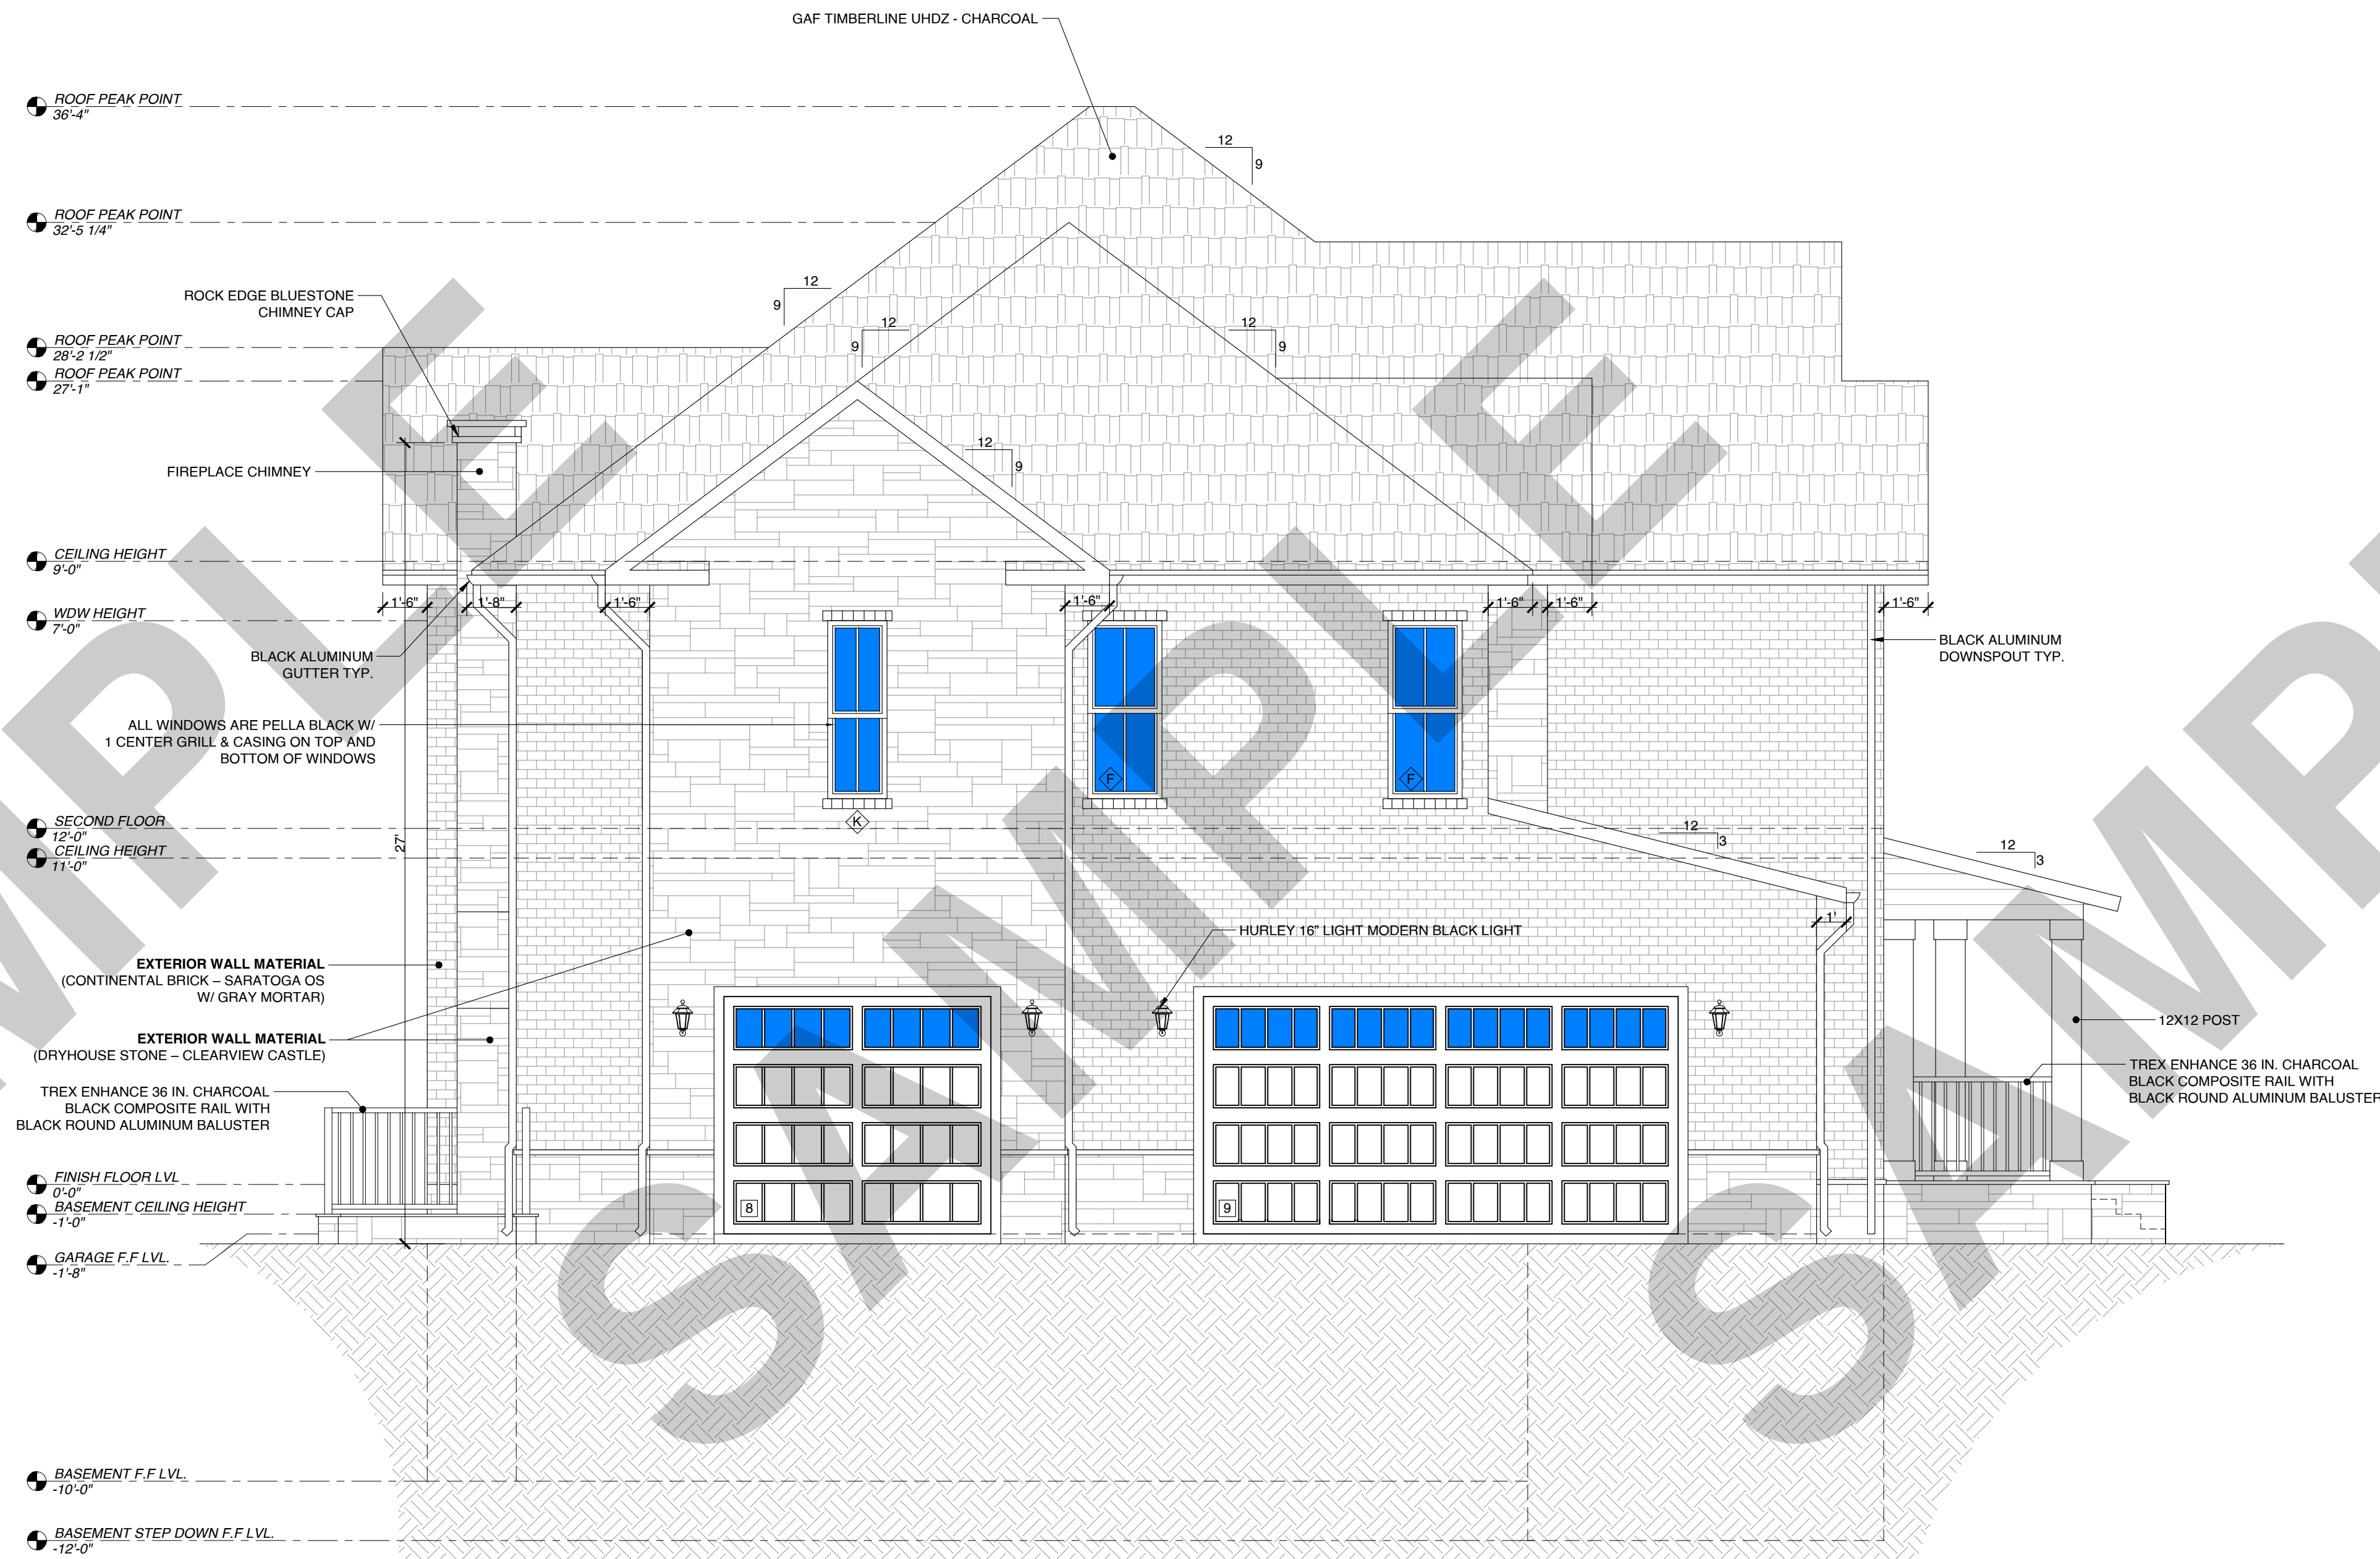 GAF TIMBERLINE UHDZ - CHARCOAL
ROOF PEAK POINT
36'-4"
12
9
ROOF PEAK POINT
32'-5 1/4"
12
9
ROCK EDGE BLUESTONE
CHIMNEY CAP
12
9
12
9
ROOF PEAK POINT
28'-2 1/2"
ROOF PEAK POINT
27'-1"
12
9
FIREPLACE CHIMNEY
CEILING HEIGHT
9'-0"
1'-6"
1'-8"
1'-6"
1'-6"
1'-6"
1'-6"
1'-6"
WDW HEIGHT
7'-0"
BLACK ALUMINUM
GUTTER TYP.
BLACK ALUMINUM
DOWNSPOUT TYP.
ALL WINDOWS ARE PELLA BLACK W/
1 CENTER GRILL & CASING ON TOP AND
BOTTOM OF WINDOWS
F
F
K
SECOND FLOOR
12'-0"
CEILING HEIGHT
11'-0"
27'
12
3
12
3
1'
HURLEY 16” LIGHT MODERN BLACK LIGHT
EXTERIOR WALL MATERIAL
(CONTINENTAL BRICK – SARATOGA OS
W/ GRAY MORTAR)
EXTERIOR WALL MATERIAL
(DRYHOUSE STONE – CLEARVIEW CASTLE)
12X12 POST
TREX ENHANCE 36 IN. CHARCOAL
BLACK COMPOSITE RAIL WITH
BLACK ROUND ALUMINUM BALUSTER
TREX ENHANCE 36 IN. CHARCOAL
BLACK COMPOSITE RAIL WITH
BLACK ROUND ALUMINUM BALUSTER
8
9
FINISH FLOOR LVL
0'-0"
BASEMENT CEILING HEIGHT
-1'-0"
GARAGE F.F LVL.
-1'-8"
BASEMENT F.F LVL.
-10'-0"
BASEMENT STEP DOWN F.F LVL.
-12'-0"
MPLE
SAMPLE
SAMP